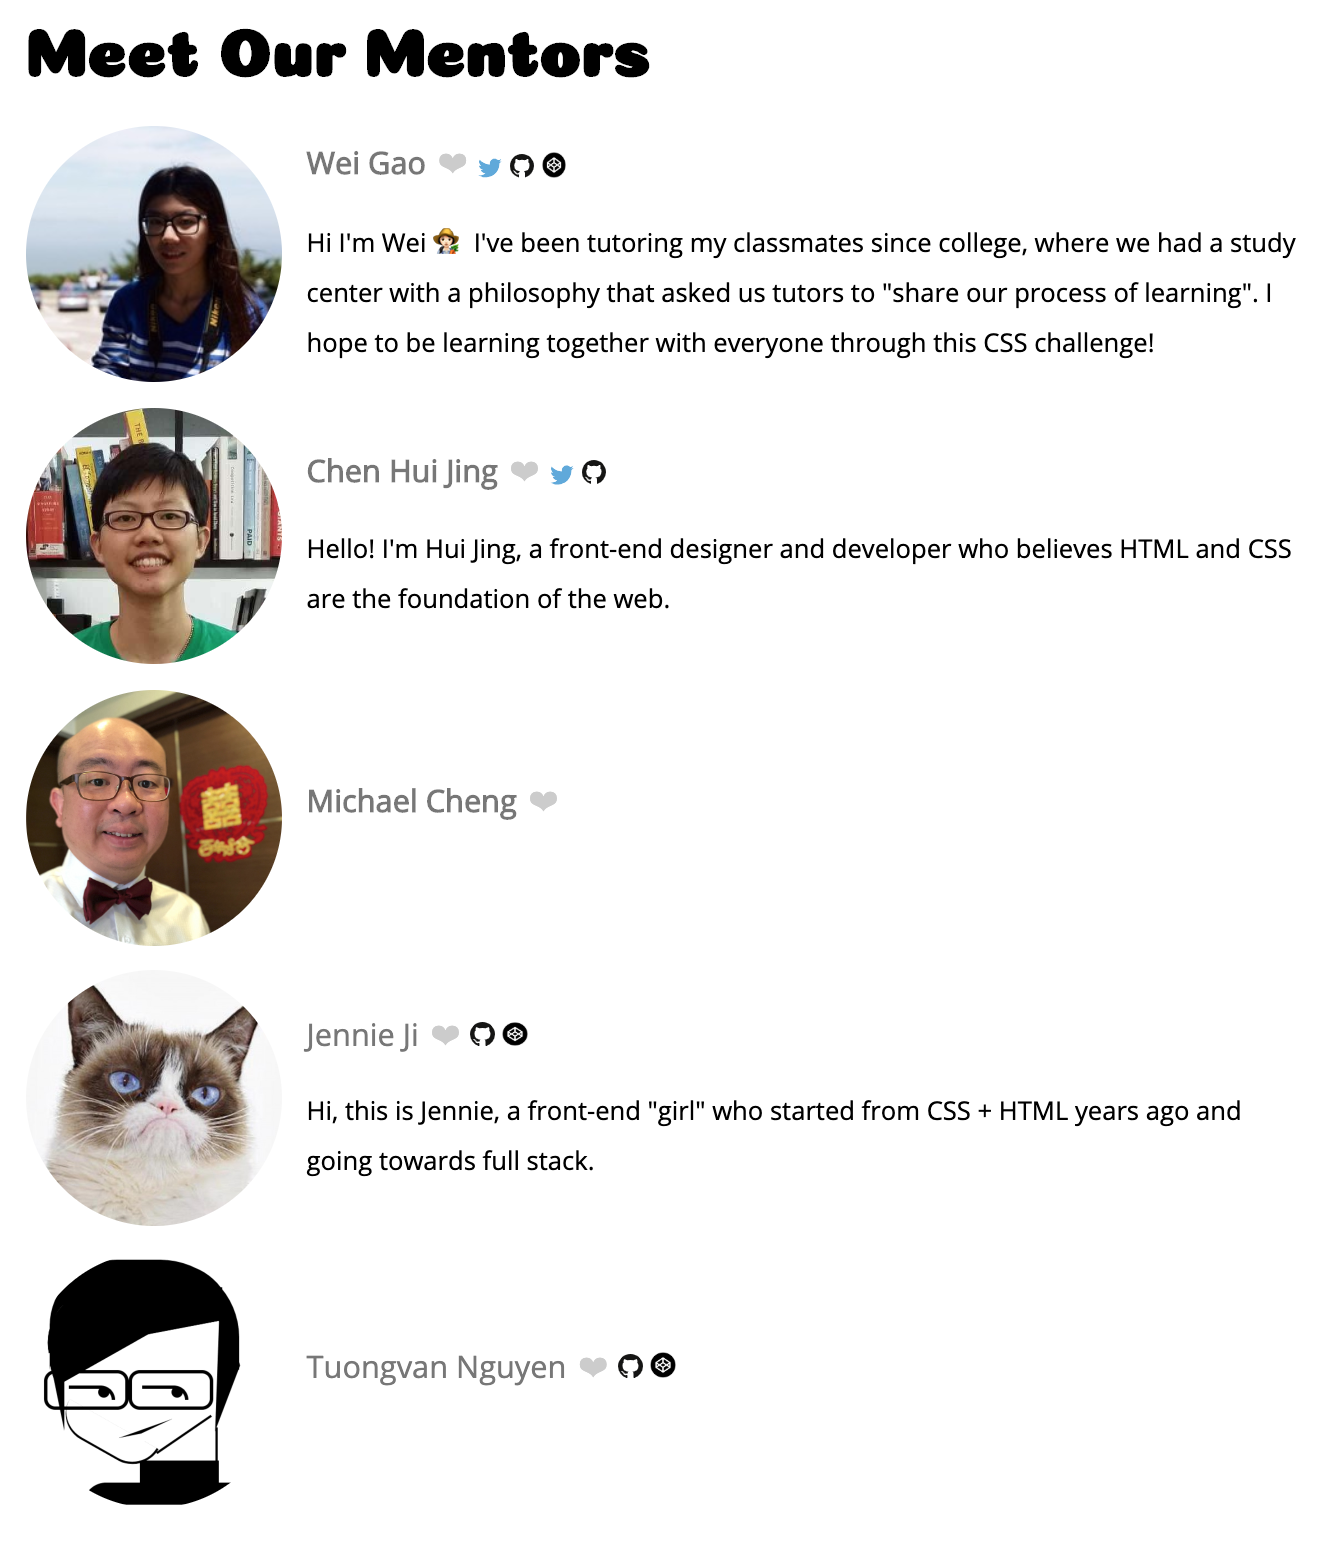 Meet Our Mentors
Wei Gao ❤
Hi I'm Wei 👩🏻‍🌾 I've been tutoring my classmates since college, where we had a study
center with a philosophy that asked us tutors to "share our process of learning". I
hope to be learning together with everyone through this CSS challenge!
Nikon
Chen Hui Jing ❤
Hello! I'm Hui Jing, a front-end designer and developer who believes HTML and CSS
are the foundation of the web.
THE
PAID
Michael Cheng ❤
囍
Jennie Ji ❤
Hi, this is Jennie, a front-end "girl" who started from CSS + HTML years ago and
going towards full stack.
Tuongvan Nguyen ❤